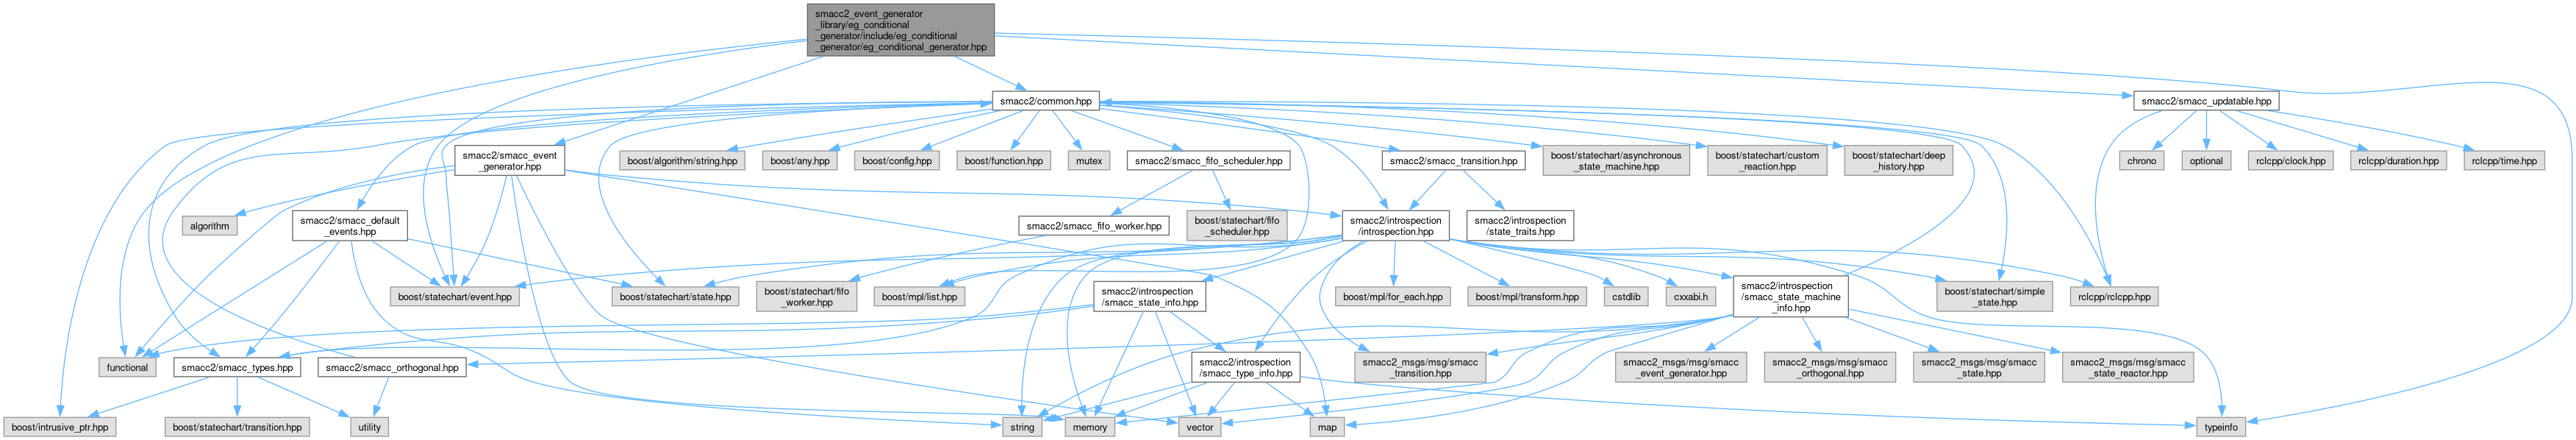 smacc2_event_generator
_library/eg_conditional
_generator/include/eg_conditional
_generator/eg_conditional_generator.hpp
smacc2/common.hpp
smacc2/smacc_updatable.hpp
smacc2/smacc_event
_generator.hpp
boost/algorithm/string.hpp
boost/any.hpp
boost/config.hpp
boost/function.hpp
mutex
smacc2/smacc_fifo_scheduler.hpp
smacc2/smacc_transition.hpp
boost/statechart/asynchronous
_state_machine.hpp
boost/statechart/custom
_reaction.hpp
boost/statechart/deep
_history.hpp
chrono
optional
rclcpp/clock.hpp
rclcpp/duration.hpp
rclcpp/time.hpp
algorithm
smacc2/smacc_default
_events.hpp
smacc2/smacc_fifo_worker.hpp
boost/statechart/fifo
_scheduler.hpp
smacc2/introspection
/introspection.hpp
smacc2/introspection
/state_traits.hpp
boost/statechart/event.hpp
boost/statechart/state.hpp
boost/statechart/fifo
_worker.hpp
boost/mpl/list.hpp
smacc2/introspection
/smacc_state_info.hpp
boost/mpl/for_each.hpp
boost/mpl/transform.hpp
cstdlib
cxxabi.h
smacc2/introspection
/smacc_state_machine
_info.hpp
boost/statechart/simple
_state.hpp
rclcpp/rclcpp.hpp
functional
smacc2/smacc_types.hpp
smacc2/smacc_orthogonal.hpp
smacc2/introspection
/smacc_type_info.hpp
smacc2_msgs/msg/smacc
_transition.hpp
smacc2_msgs/msg/smacc
_event_generator.hpp
smacc2_msgs/msg/smacc
_orthogonal.hpp
smacc2_msgs/msg/smacc
_state.hpp
smacc2_msgs/msg/smacc
_state_reactor.hpp
boost/intrusive_ptr.hpp
boost/statechart/transition.hpp
utility
string
memory
vector
map
typeinfo